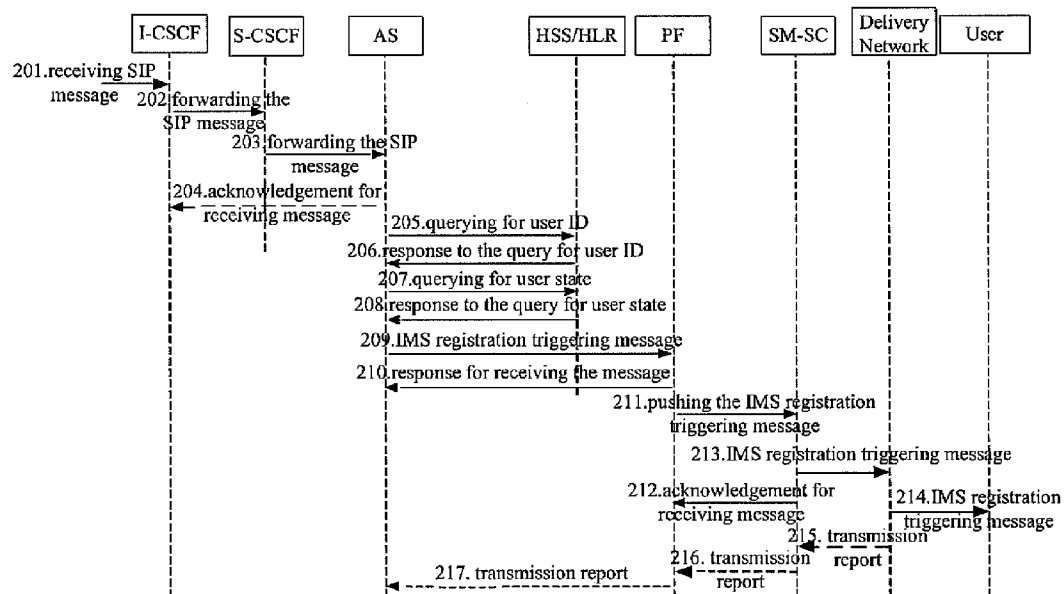 I-CSCF
S-CSCF
AS
HSS/HLR
PF
SM-SC
Delivery
Network
User
201.receiving SIP
message
202 forwarding the
SIP message
203.forwarding the SIP
message
204.acknowledgement for
receiving message
205.querying for user ID
206.response to the query for user ID
207.querying for user state
208.response to the query for user state
209.IMS registration triggering message
210.response for receiving the message
211.pushing the IMS registration
triggering message
213.IMS registration triggering message
212.acknowledgement for
receiving message
214.IMS registration
triggering message
215. transmission
report
216. transmission
report
217. transmission report